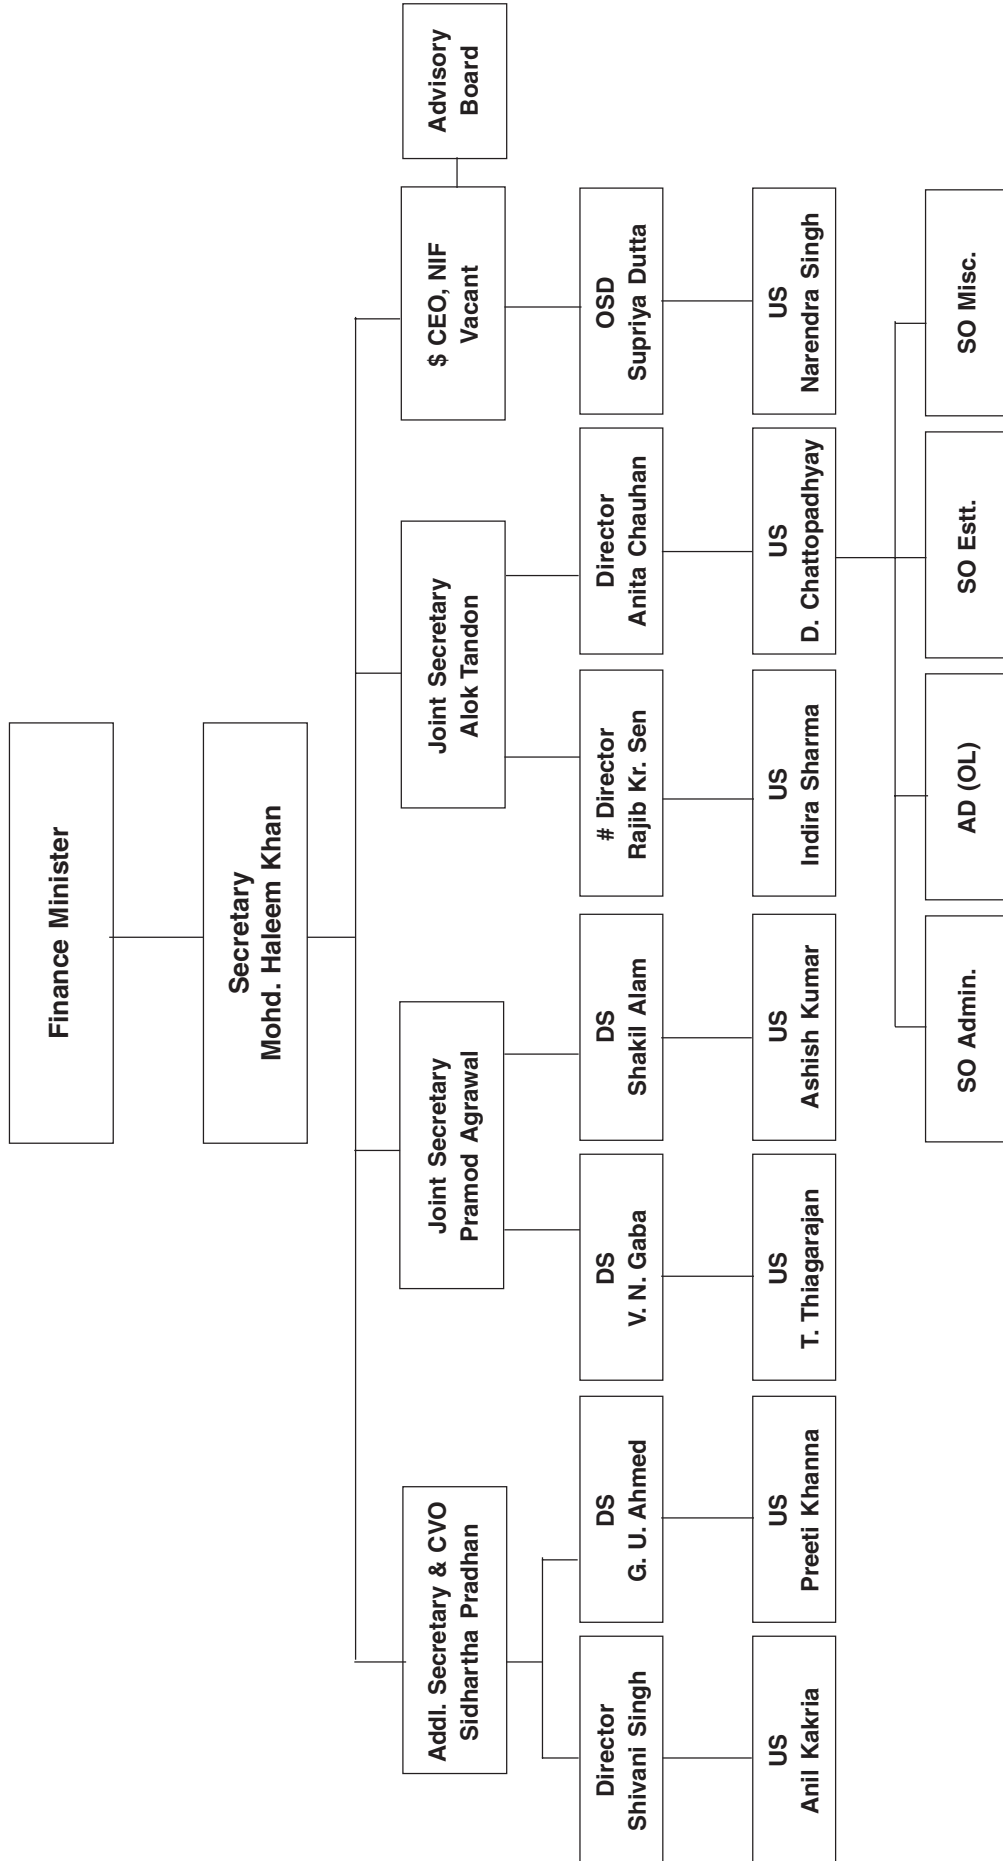 Finance Minister
Secretary
Mohd. Haleem Khan
Addl. Secretary & CVO
Sidhartha Pradhan
Joint Secretary
Pramod Agrawal
Joint Secretary
Alok Tandon
$ CEO, NIF
Vacant
Advisory
Board
Director
Shivani Singh
DS
G. U. Ahmed
DS
V. N. Gaba
DS
Shakil Alam
# Director
Rajib Kr. Sen
Director
Anita Chauhan
OSD
Supriya Dutta
US
Anil Kakria
US
Preeti Khanna
US
T. Thiagarajan
US
Ashish Kumar
US
Indira Sharma
US
D. Chattopadhyay
US
Narendra Singh
SO Admin.
AD (OL)
SO Estt.
SO Misc.